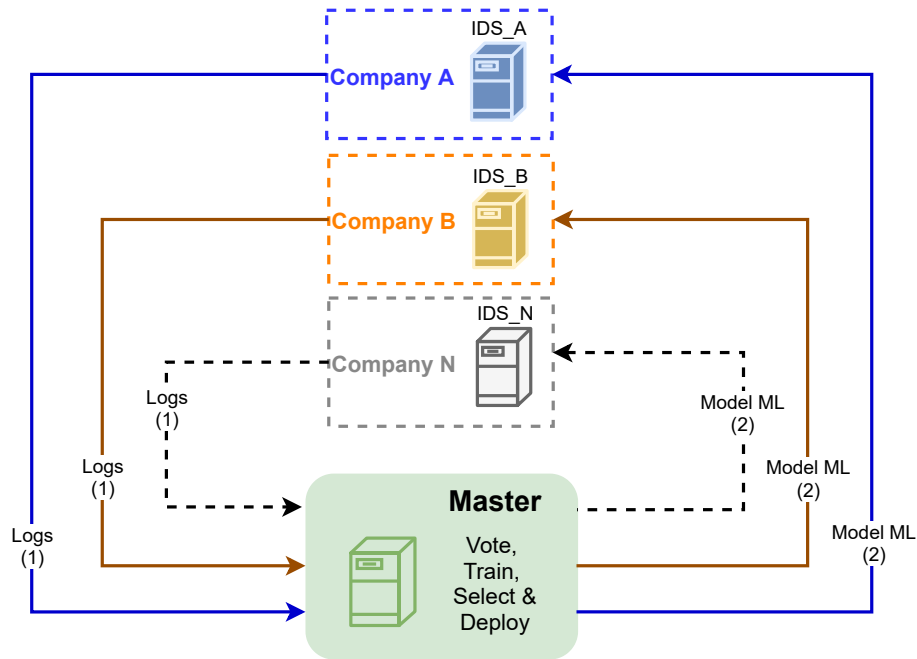 IDS_A
Company A
IDS_B
Company B
IDS_N
Company N
Logs
(1)
Model ML
(2)
Logs
(1)
Model ML
(2)
Logs
(1)
Model ML
(2)
Master
Vote,
Train,
Select &
Deploy